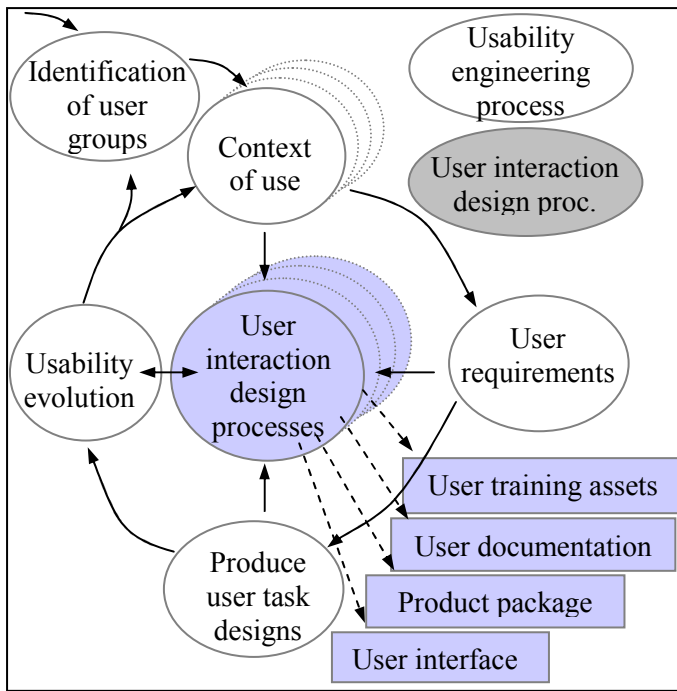 Identification
of user
groups
Usability
engineering
process
Context
of use
User interaction
design proc.
User
interaction
design
processes
User
requirements
Usability
evolution
User training assets
User documentation
Product package
User interface
Produce
user task
designs